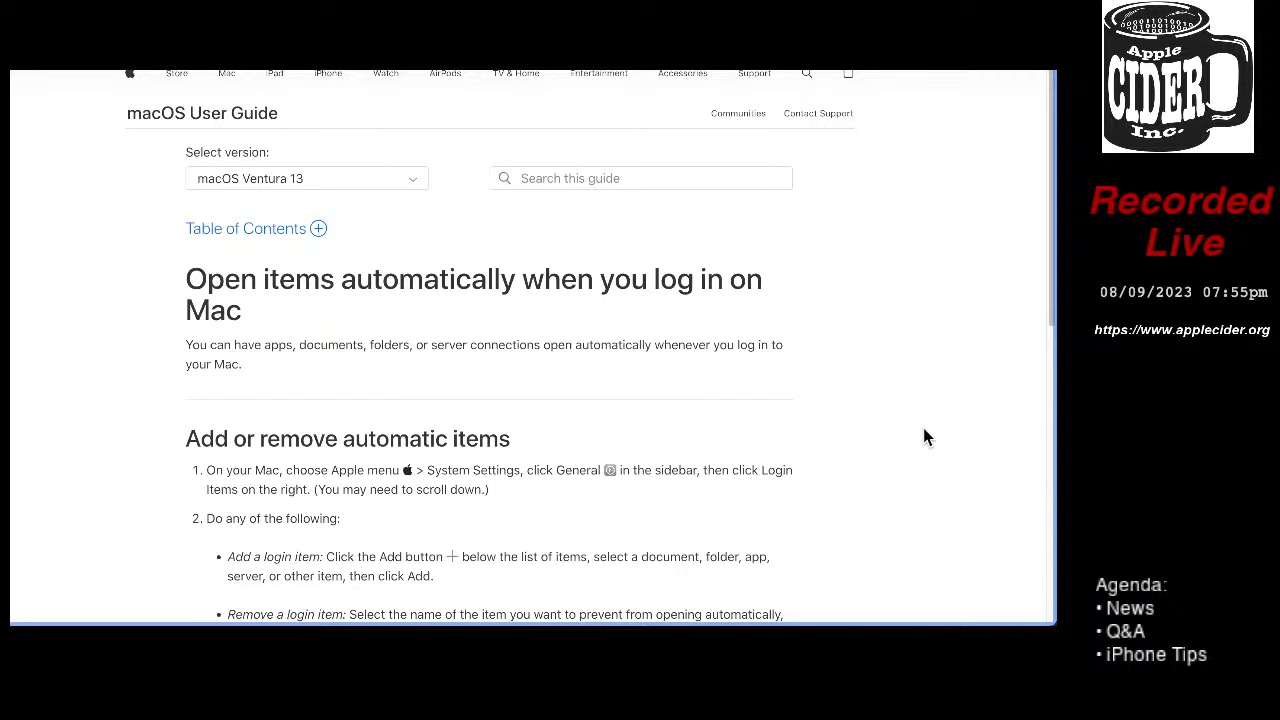 Store Mac iPad iPhone Watch AirPods TV & Home Entertainment Accessories Support
macOS User Guide
Communities Contact Support
Select version:
macOS Ventura 13
Search this guide
Table of Contents
Open items automatically when you log in on
Mac
You can have apps, documents, folders, or server connections open automatically whenever you log in to
your Mac.
Add or remove automatic items
1. On your Mac, choose Apple menu > System Settings, click General in the sidebar, then click Login
Items on the right. (You may need to scroll down.)
2. Do any of the following:
• Add a login item: Click the Add button below the list of items, select a document, folder, app,
server, or other item, then click Add.
• Remove a login item: Select the name of the item you want to prevent from opening automatically,
Apple
CIDER
Inc.
Recorded
Live
08/09/2023 07:55pm
https://www.applecider.org
Agenda:
• News
• Q&A
• iPhone Tips